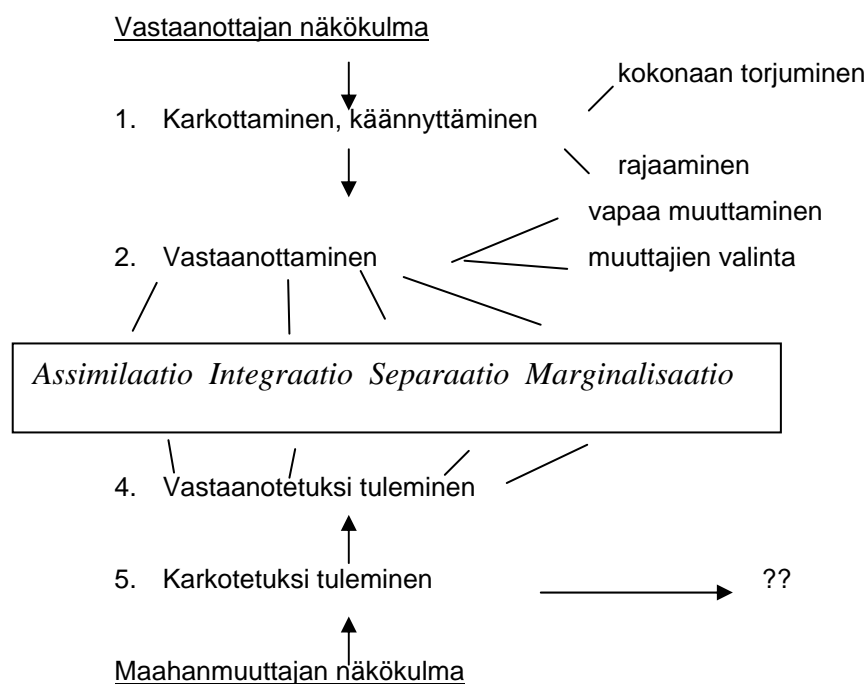 Vastaanottajan näkökulma
kokonaan torjuminen
1. Karkottaminen, käännyttäminen
rajaaminen
vapaa muuttaminen
2. Vastaanottaminen
muuttajien valinta
Assimilaatio Integraatio Separaatio Marginalisaatio
4. Vastaanotetuksi tuleminen
5. Karkotetuksi tuleminen
??
Maahanmuuttajan näkökulma